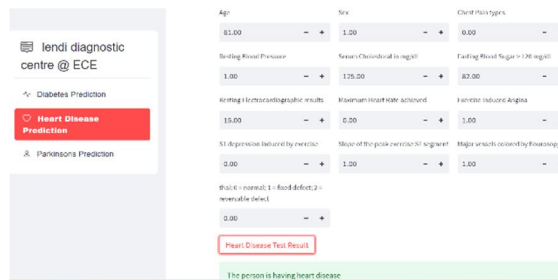 lendi diagnostic
centre @ ECE
Diabetes Prediction
Heart Disease
Prediction
Parkinsons Prediction
Age
Sex
Chest Pain types
61.00
- +
1.00
- +
0.00
-
Resting Blood Pressure
Serum Cholestoral in mg/dl
Fasting Blood Sugar > 120 mg/dl
1.00
- +
125.00
- +
87.00
-
Resting Electrocardiographic results
Maximum Heart Rate achieved
Exercise Induced Angina
15.00
- +
0.00
- +
1.00
-
ST depression induced by exercise
Slope of the peak exercise ST segment
Major vessels colored by
0.00
- +
1.00
- +
1.00
-
thal: 0 = normal; 1 = fixed defect; 2 =
reversable defect
0.00
- +
Heart Disease Test Result
The person is having heart disease